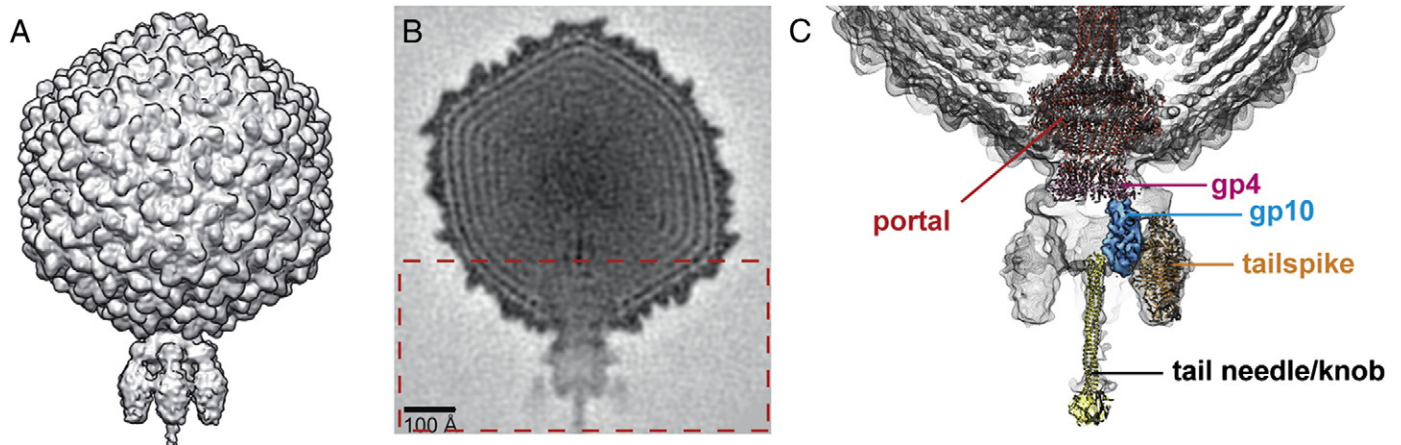 A
B
C
100 Å
portal
gp4
gp10
tailspike
tail needle/knob